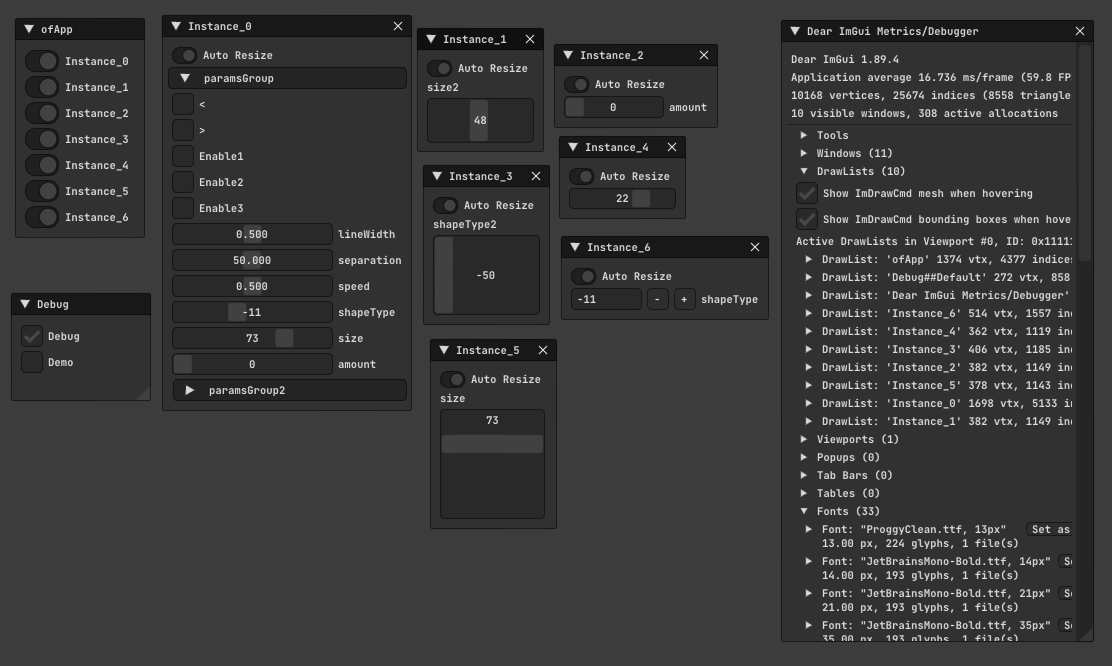 ofApp
Instance_0
Instance_1
Instance_2
Instance_3
Instance_4
Instance_5
Instance_6
Debug
Debug
Demo
Instance_0
Auto Resize
paramsGroup
<
>
Enable1
Enable2
Enable3
0.500 lineWidth
50.000 separation
0.500 speed
-11 shapeType
73 size
0 amount
paramsGroup2
Instance_1
Auto Resize
size2
48
Instance_2
Auto Resize
0 amount
Instance_3
Auto Resize
shapeType2
-50
Instance_4
Auto Resize
22
Instance_6
Auto Resize
-11 - + shapeType
Instance_5
Auto Resize
size
73
Dear ImGui Metrics/Debugger
Dear ImGui 1.89.4
Application average 16.736 ms/frame (59.8 FP
10168 vertices, 25674 indices (8558 triangle
10 visible windows, 308 active allocations
Tools
Windows (11)
DrawLists (10)
Show ImDrawCmd mesh when hovering
Show ImDrawCmd bounding boxes when hove
Active DrawLists in Viewport #0, ID: 0x1111
DrawList: 'ofApp' 1374 vtx, 4377 indices
DrawList: 'Debug##Default' 272 vtx, 858
DrawList: 'Dear ImGui Metrics/Debugger'
DrawList: 'Instance_6' 514 vtx, 1557 in
DrawList: 'Instance_4' 362 vtx, 1119 in
DrawList: 'Instance_3' 406 vtx, 1185 in
DrawList: 'Instance_2' 382 vtx, 1149 in
DrawList: 'Instance_5' 378 vtx, 1143 in
DrawList: 'Instance_0' 1698 vtx, 5133 i
DrawList: 'Instance_1' 382 vtx, 1149 in
Viewports (1)
Popups (0)
Tab Bars (0)
Tables (0)
Fonts (33)
Font: "ProggyClean.ttf, 13px" Set as
13.00 px, 224 glyphs, 1 file(s)
Font: "JetBrainsMono-Bold.ttf, 14px" S
14.00 px, 193 glyphs, 1 file(s)
Font: "JetBrainsMono-Bold.ttf, 21px" S
21.00 px, 193 glyphs, 1 file(s)
Font: "JetBrainsMono-Bold.ttf, 35px" S
35.00 px, 193 glyphs, 1 file(s)